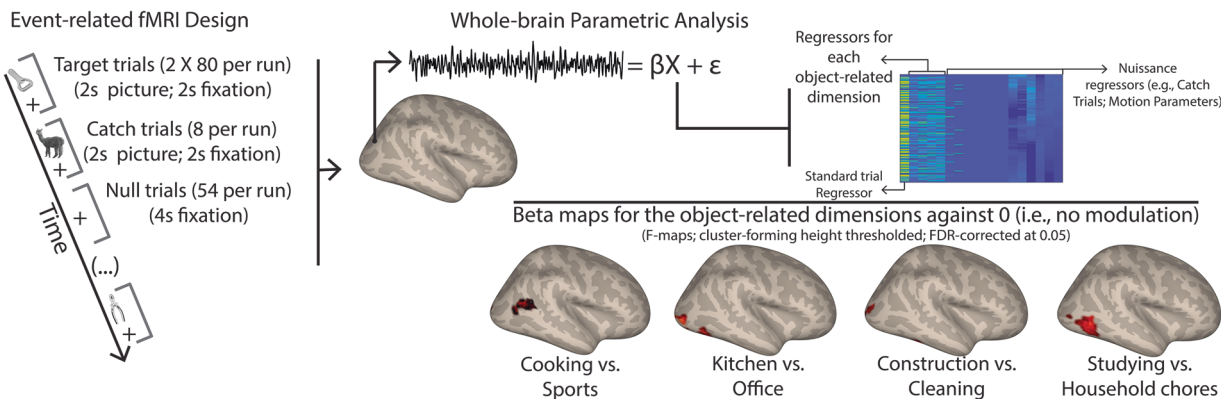 Event-related fMRI Design
Target trials (2 X 80 per run)
(2s picture; 2s fixation)
Catch trials (8 per run)
(2s picture; 2s fixation)
Null trials (54 per run)
(4s fixation)
Time
(...)
+
+
+
+
Whole-brain Parametric Analysis
= βX + ε
Regressors for
each
object-related
dimension
Nuissance
regressors (e.g., Catch
Trials; Motion Parameters)
Standard trial
Regressor
Beta maps for the object-related dimensions against 0 (i.e., no modulation)
(F-maps; cluster-forming height thresholded; FDR-corrected at 0.05)
Cooking vs.
Sports
Kitchen vs.
Office
Construction vs.
Cleaning
Studying vs.
Household chores